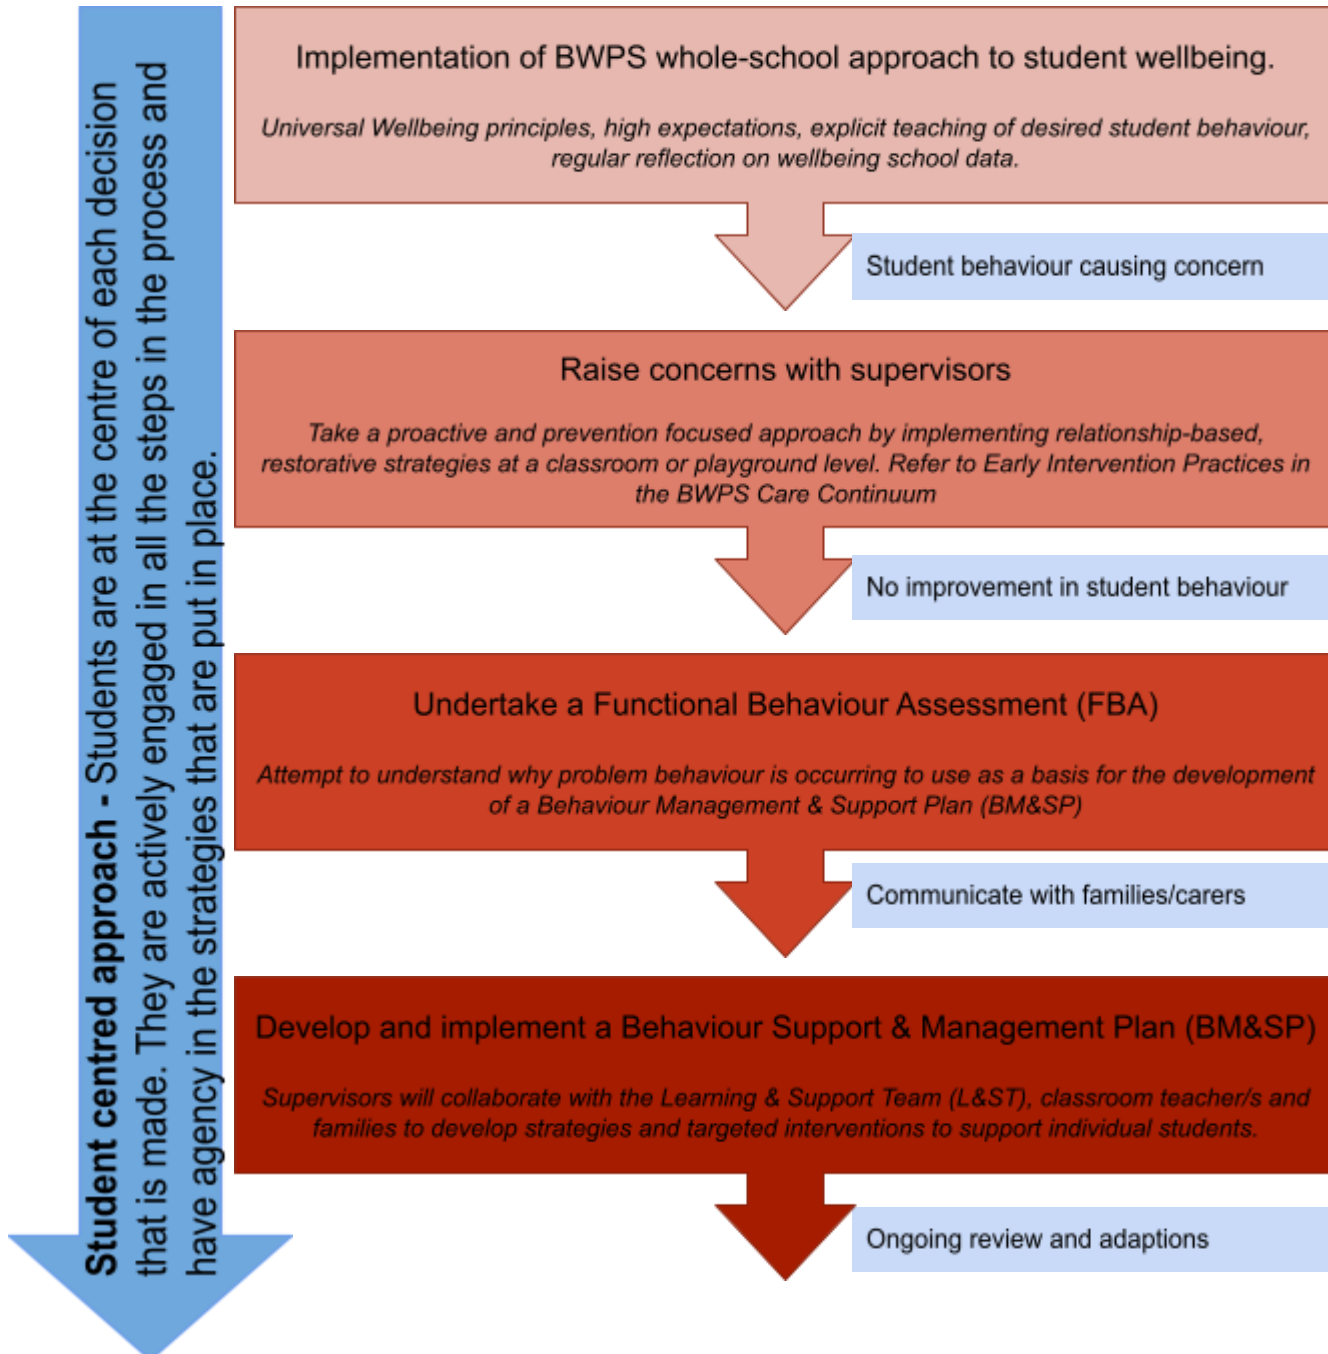 Student centred approach - Students are at the centre of each decision
that is made. They are actively engaged in all the steps in the process and
have agency in the strategies that are put in place.
Implementation of BWPS whole-school approach to student wellbeing.
Universal Wellbeing principles, high expectations, explicit teaching of desired student behaviour,
regular reflection on wellbeing school data.
Student behaviour causing concern
Raise concerns with supervisors
Take a proactive and prevention focused approach by implementing relationship-based,
restorative strategies at a classroom or playground level. Refer to Early Intervention Practices in
the BWPS Care Continuum
No improvement in student behaviour
Undertake a Functional Behaviour Assessment (FBA)
Attempt to understand why problem behaviour is occurring to use as a basis for the development
of a Behaviour Management & Support Plan (BM&SP)
Communicate with families/carers
Develop and implement a Behaviour Support & Management Plan (BM&SP)
Supervisors will collaborate with the Learning & Support Team (L&ST), classroom teacher/s and
families to develop strategies and targeted interventions to support individual students.
Ongoing review and adaptions